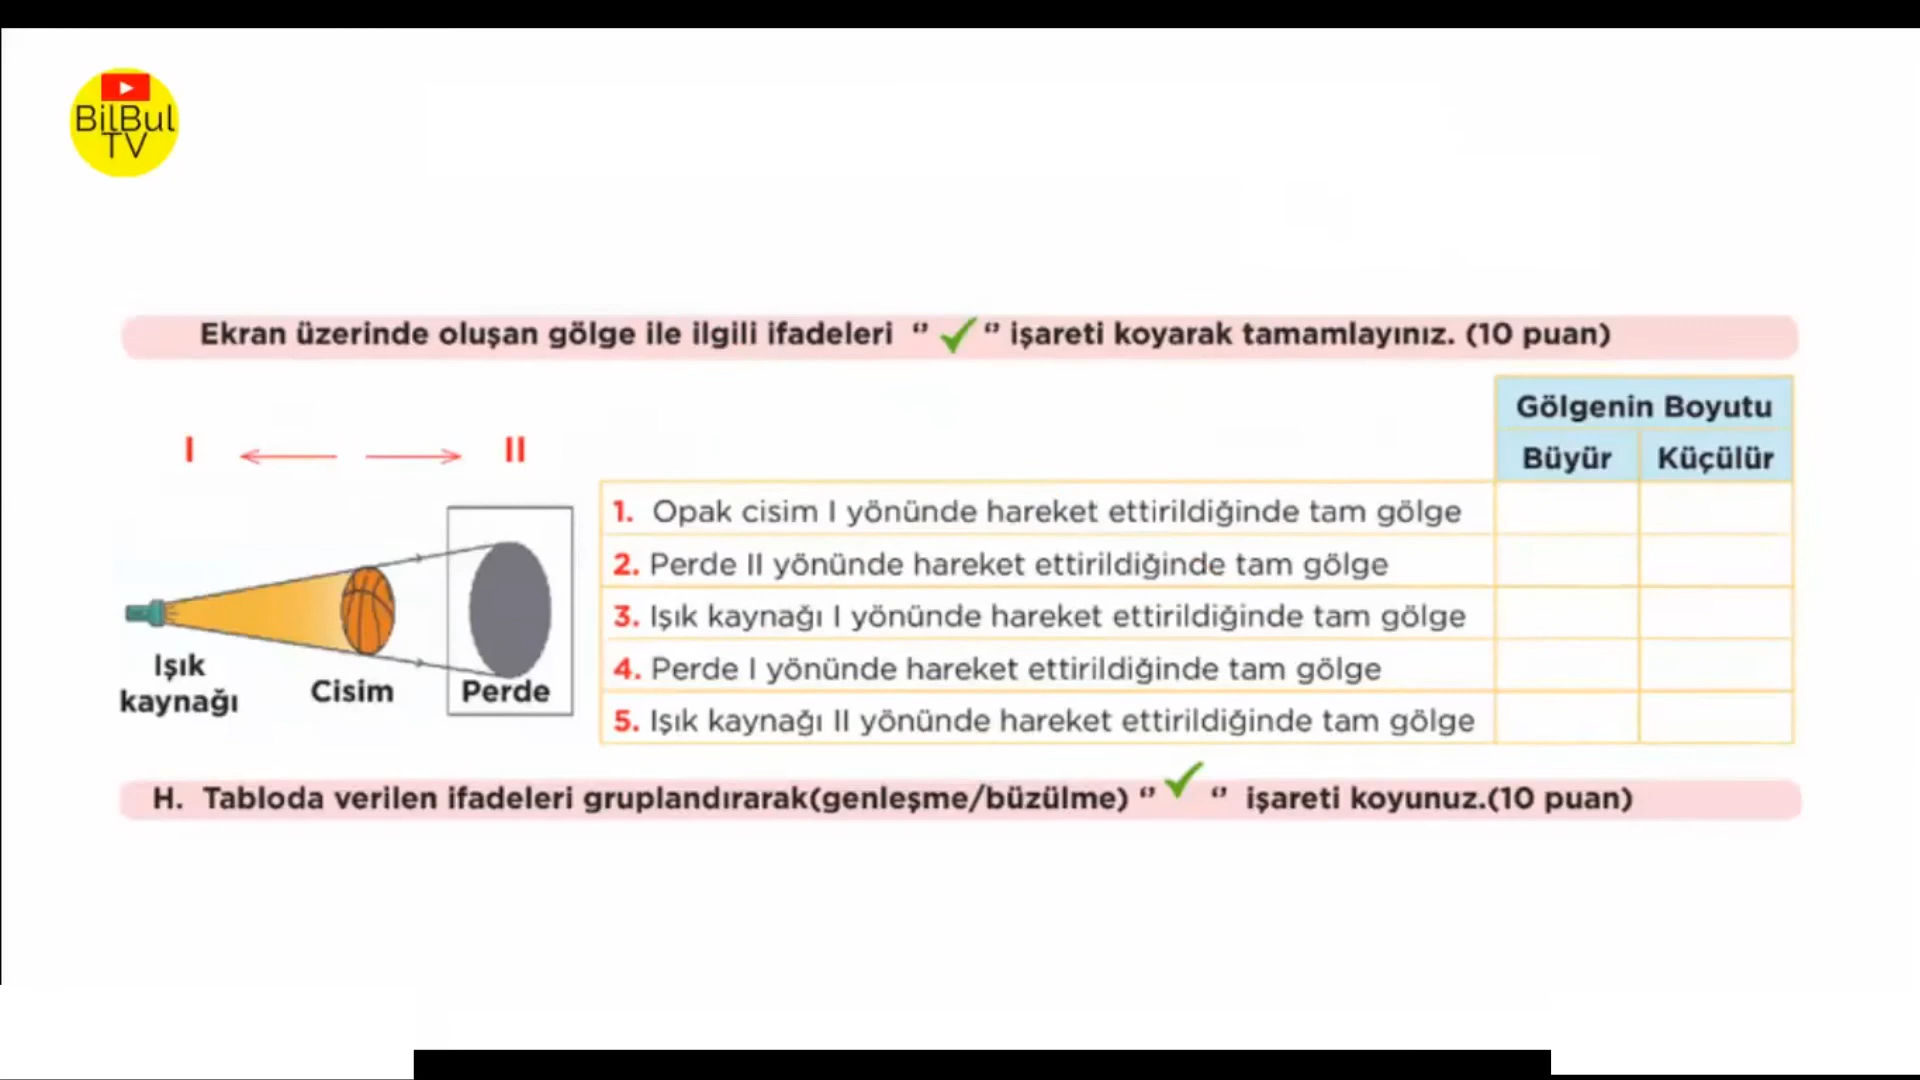 BilBul
TV
Ekran üzerinde oluşan gölge ile ilgili ifadeleri “ ✓ “ işareti koyarak tamamlayınız. (10 puan)
I II
Gölgenin Boyutu
Büyür Küçülür
1. Opak cisim I yönünde hareket ettirildiğinde tam gölge
2. Perde II yönünde hareket ettirildiğinde tam gölge
3. Işık kaynağı I yönünde hareket ettirildiğinde tam gölge
4. Perde I yönünde hareket ettirildiğinde tam gölge
5. Işık kaynağı II yönünde hareket ettirildiğinde tam gölge
Işık
kaynağı
Cisim
Perde
H. Tabloda verilen ifadeleri gruplandırarak(genleşme/büzülme) “ ✓ “ işareti koyunuz.(10 puan)